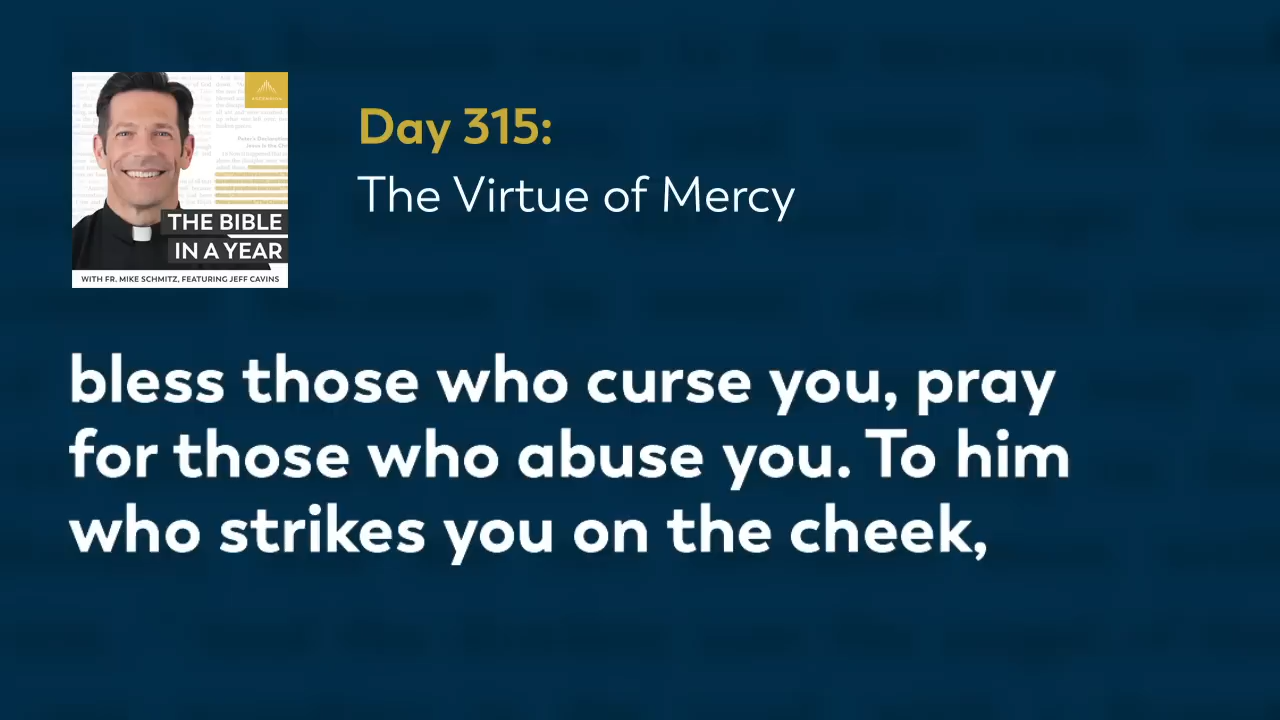 Day 315:
The Virtue of Mercy
ASCENSION
THE BIBLE
IN A YEAR
WITH FR. MIKE SCHMITZ, FEATURING JEFF CAVINS
bless those who curse you, pray
for those who abuse you. To him
who strikes you on the cheek,